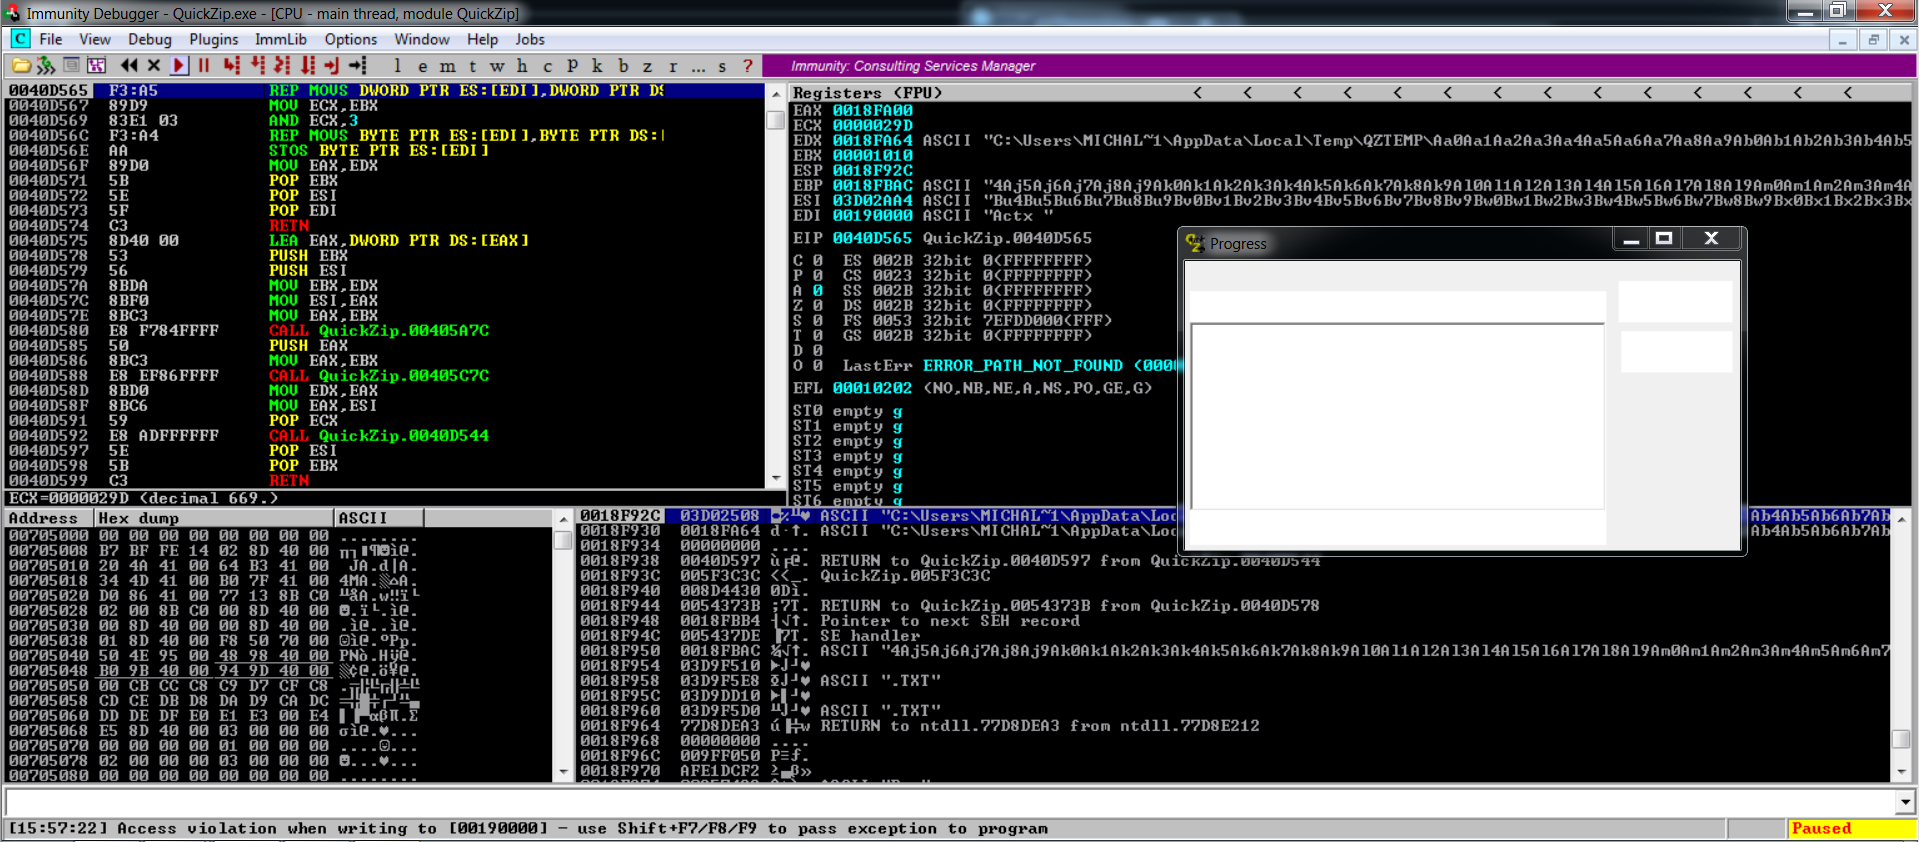 Immunity Debugger - QuickZip.exe - [CPU - main thread, module QuickZip]
C File View Debug Plugins ImmLib Options Window Help Jobs
l e m t w h c P k b z r ... s ?
Immunity: Consulting Services Manager
0040D565 F3:A5 REP MOVS DWORD PTR ES:[EDI],DWORD PTR DS
0040D567 89D9 MOV ECX,EBX
0040D569 83E1 03 AND ECX,3
0040D56C F3:A4 REP MOVS BYTE PTR ES:[EDI],BYTE PTR DS:[
0040D56E AA STOS BYTE PTR ES:[EDI]
0040D56F 89D0 MOV EAX,EDX
0040D571 5B POP EBX
0040D572 5E POP ESI
0040D573 5F POP EDI
0040D574 C3 RETN
0040D575 8D40 00 LEA EAX,DWORD PTR DS:[EAX]
0040D578 53 PUSH EBX
0040D579 56 PUSH ESI
0040D57A 8BDA MOV EBX,EDX
0040D57C 8BF0 MOV ESI,EAX
0040D57E 8BC3 MOV EAX,EBX
0040D580 E8 F784FFFF CALL QuickZip.00405A7C
0040D585 50 PUSH EAX
0040D586 8BC3 MOV EAX,EBX
0040D588 E8 EF86FFFF CALL QuickZip.00405C7C
0040D58D 8BD0 MOV EDX,EAX
0040D58F 8BC6 MOV EAX,ESI
0040D591 59 POP ECX
0040D592 E8 ADFFFFFF CALL QuickZip.0040D544
0040D597 5E POP ESI
0040D598 5B POP EBX
0040D599 C3 RETN
ECX=0000029D (decimal 669.)
Registers (FPU) < < < < < < < < < < < < < <
EAX 0018FA00
ECX 0000029D
EDX 0018FA64 ASCII "C:\Users\MICHAL~1\AppData\Local\Temp\QZTEMP\Aa0Aa1Aa2Aa3Aa4Aa5Aa6Aa7Aa8Aa9Ab0Ab1Ab2Ab3Ab4Ab5
EBX 00001010
ESP 0018F92C
EBP 0018FBAC ASCII "4Aj5Aj6Aj7Aj8Aj9Ak0Ak1Ak2Ak3Ak4Ak5Ak6Ak7Ak8Ak9Al0Al1Al2Al3Al4Al5Al6Al7Al8Al9Am0Am1Am2Am3Am4A
ESI 03D02AA4 ASCII "Bu4Bu5Bu6Bu7Bu8Bu9Bv0Bv1Bv2Bv3Bv4Bv5Bv6Bv7Bv8Bv9Bw0Bw1Bw2Bw3Bw4Bw5Bw6Bw7Bw8Bw9Bx0Bx1Bx2Bx3Bx
EDI 00190000 ASCII "Actx "
EIP 0040D565 QuickZip.0040D565
C 0 ES 002B 32bit 0(FFFFFFFF)
P 0 CS 0023 32bit 0(FFFFFFFF)
A 0 SS 002B 32bit 0(FFFFFFFF)
Z 0 DS 002B 32bit 0(FFFFFFFF)
S 0 FS 0053 32bit 7EFDD000(FFF)
T 0 GS 002B 32bit 0(FFFFFFFF)
D 0
O 0 LastErr ERROR_PATH_NOT_FOUND (000
EFL 00010202 (NO,NB,NE,A,NS,PO,GE,G)
ST0 empty g
ST1 empty g
ST2 empty g
ST3 empty g
ST4 empty g
ST5 empty g
ST6 empty g
Progress
Address Hex dump ASCII
00705000 00 00 00 00 00 00 00 00 ........
00705008 B7 BF FE 14 02 8D 40 00
00705010 20 4A 41 00 64 B3 41 00
00705018 34 4D 41 00 B0 7F 41 00
00705020 D0 86 41 00 77 13 8B C0
00705028 02 00 8B C0 00 8D 40 00
00705030 00 8D 40 00 00 8D 40 00
00705038 01 8D 40 00 F8 50 70 00
00705040 50 4E 95 00 48 98 40 00
00705048 B0 9B 40 00 94 9D 40 00
00705050 00 CB CC C8 C9 D7 CF C8
00705058 CD CE DB D8 DA D9 CA DC
00705060 DD DE DF E0 E1 E3 00 E4
00705068 E5 8D 40 00 03 00 00 00
00705070 00 00 00 00 01 00 00 00
00705078 02 00 00 00 03 00 00 00
00705080 00 00 00 00 00 00 00 00 ........
0018F92C 03D02508 ASCII "C:\Users\MICHAL~1\AppData\Loc Ab4Ab5Ab6Ab7Ab
0018F930 0018FA64 ASCII "C:\Users\MICHAL~1\AppData\Loc Ab4Ab5Ab6Ab7Ab
0018F934 00000000 ....
0018F938 0040D597 RETURN to QuickZip.0040D597 from QuickZip.0040D544
0018F93C 005F3C3C <<_. QuickZip.005F3C3C
0018F940 008D4430 0Dì.
0018F944 0054373B ;7T. RETURN to QuickZip.0054373B from QuickZip.0040D578
0018F948 0018FBB4 Pointer to next SEH record
0018F94C 005437DE SE handler
0018F950 0018FBAC ASCII "4Aj5Aj6Aj7Aj8Aj9Ak0Ak1Ak2Ak3Ak4Ak5Ak6Ak7Ak8Ak9Al0Al1Al2Al3Al4Al5Al6Al7Al8Al9Am0Am1Am2Am3Am4Am5Am6Am7
0018F954 03D9F510
0018F958 03D9F5E8 ASCII ".TXT"
0018F95C 03D9DD10
0018F960 03D9F5D0 ASCII ".TXT"
0018F964 77D8DEA3 RETURN to ntdll.77D8DEA3 from ntdll.77D8E212
0018F968 00000000 ....
0018F96C 009FF050
0018F970 AFE1DCF2
[15:57:22] Access violation when writing to [00190000] - use Shift+F7/F8/F9 to pass exception to program
Paused